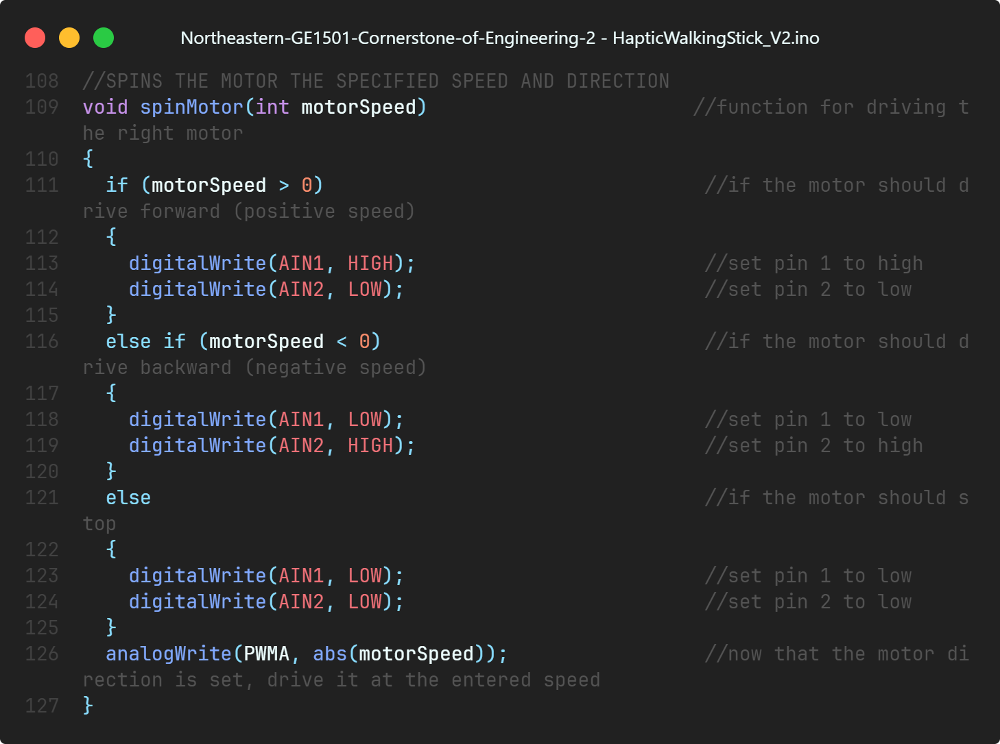 Northeastern-GE1501-Cornerstone-of-Engineering-2 - HapticWalkingStick_V2.ino
108 //SPINS THE MOTOR THE SPECIFIED SPEED AND DIRECTION
109 void spinMotor(int motorSpeed)                       //function for driving t
he right motor
110 {
111   if (motorSpeed > 0)                                 //if the motor should d
rive forward (positive speed)
112   {
113     digitalWrite(AIN1, HIGH);                         //set pin 1 to high
114     digitalWrite(AIN2, LOW);                          //set pin 2 to low
115   }
116   else if (motorSpeed < 0)                            //if the motor should d
rive backward (negative speed)
117   {
118     digitalWrite(AIN1, LOW);                          //set pin 1 to low
119     digitalWrite(AIN2, HIGH);                         //set pin 2 to high
120   }
121   else                                                //if the motor should s
top
122   {
123     digitalWrite(AIN1, LOW);                          //set pin 1 to low
124     digitalWrite(AIN2, LOW);                          //set pin 2 to low
125   }
126   analogWrite(PWMA, abs(motorSpeed));                 //now that the motor di
rection is set, drive it at the entered speed
127 }